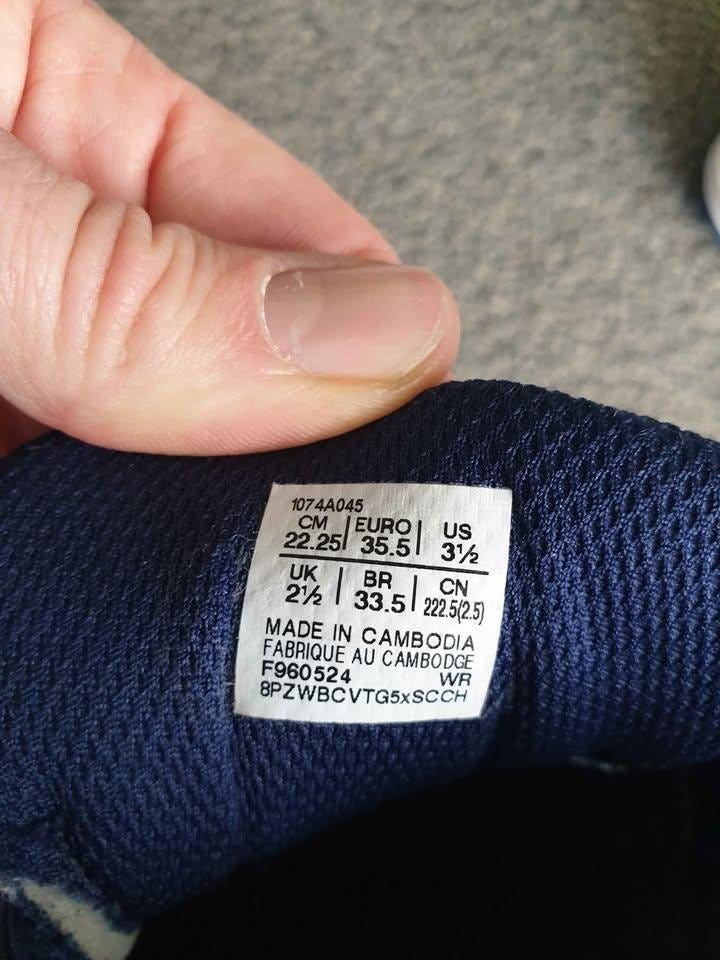 1074A045
CM | EURO | US
22.25 | 35.5 | 3½
UK | BR | CN
2½ | 33.5 | 222.5(2.5)
MADE IN CAMBODIA
FABRIQUE AU CAMBODGE
F960524 WR
8PZWBCVTG5xSCCH